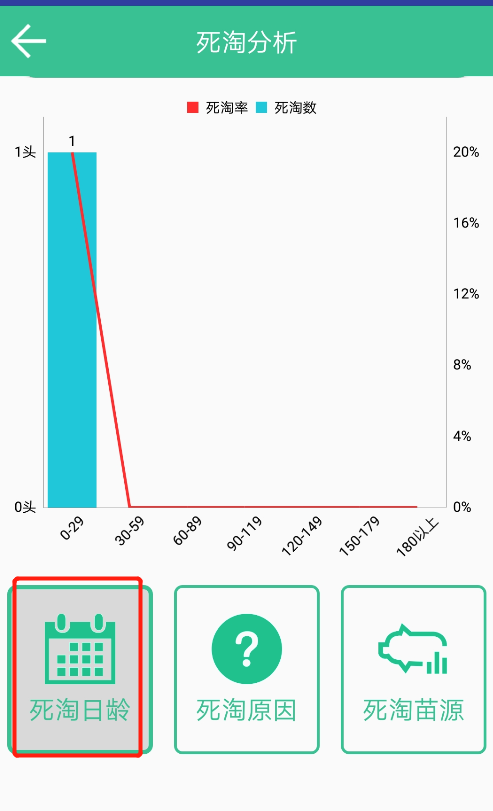 死淘分析
死淘率 死淘数
1
1头
0头
20%
16%
12%
8%
4%
0%
0-29
30-59
60-89
90-119
120-149
150-179
180以上
?
死淘日龄
死淘原因
死淘苗源